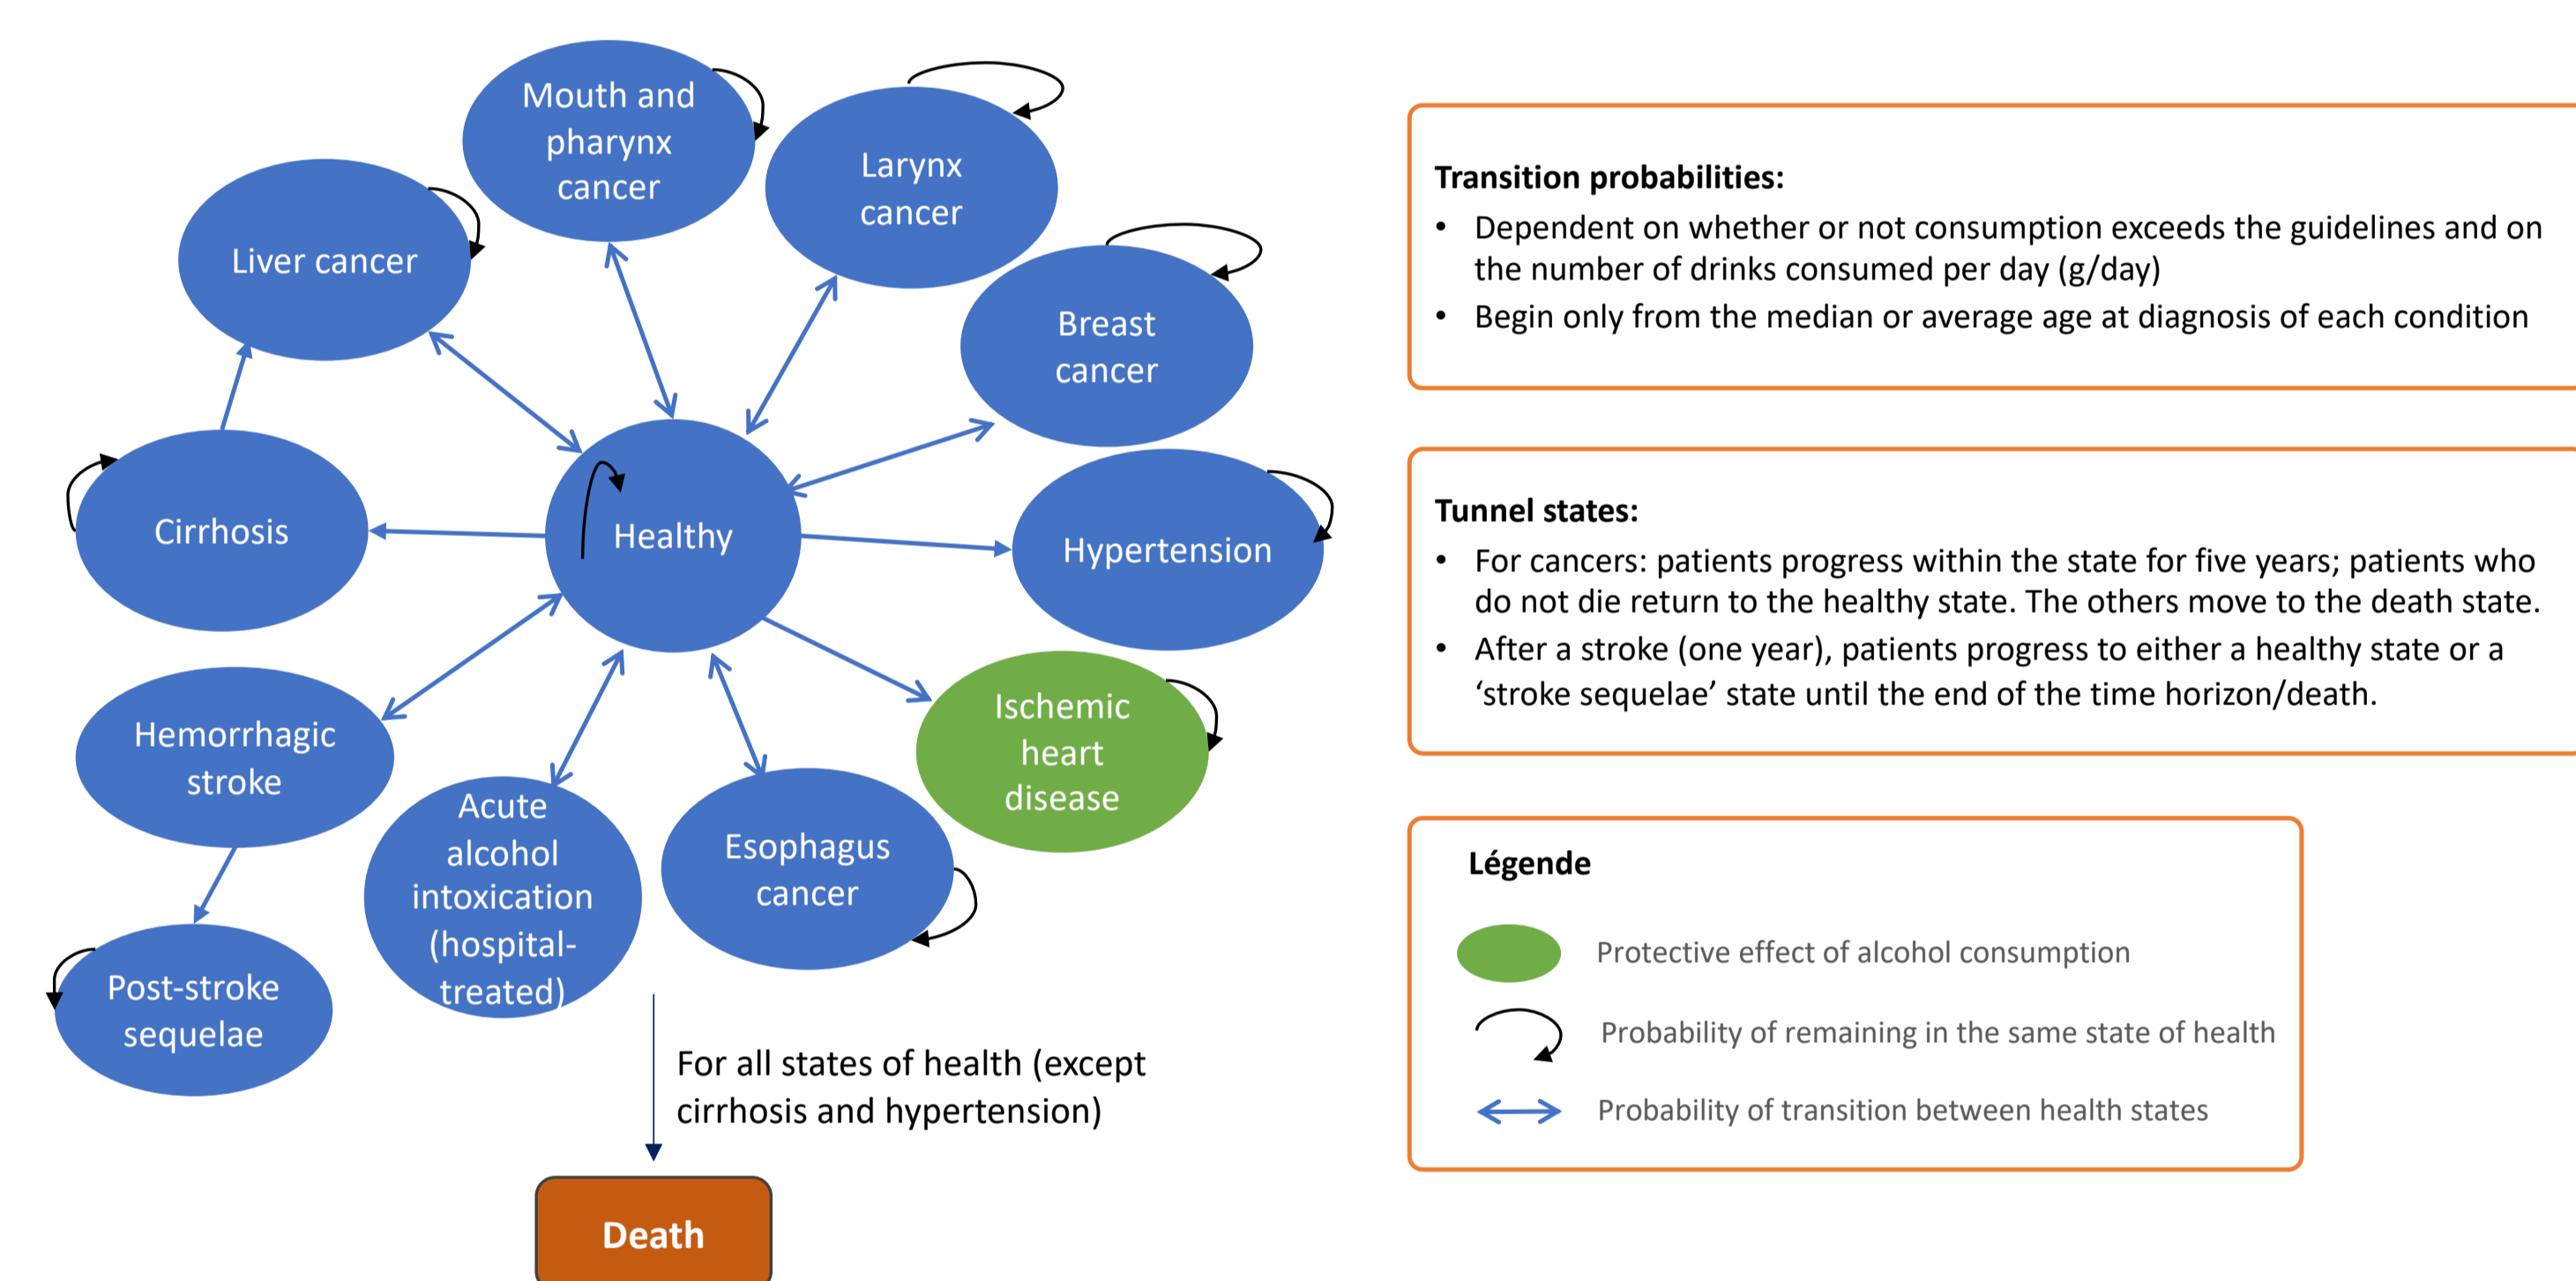 Mouth and
pharynx
cancer
Larynx
cancer
Liver cancer
Breast
cancer
Cirrhosis
Healthy
Hypertension
Hemorrhagic
stroke
Ischemic
heart
disease
Acute
alcohol
intoxication
(hospital-
treated)
Esophagus
cancer
Post-stroke
sequelae
For all states of health (except
cirrhosis and hypertension)
Death
Transition probabilities:
• Dependent on whether or not consumption exceeds the guidelines and on
the number of drinks consumed per day (g/day)
• Begin only from the median or average age at diagnosis of each condition
Tunnel states:
• For cancers: patients progress within the state for five years; patients who
do not die return to the healthy state. The others move to the death state.
• After a stroke (one year), patients progress to either a healthy state or a
‘stroke sequelae’ state until the end of the time horizon/death.
Légende
Protective effect of alcohol consumption
Probability of remaining in the same state of health
Probability of transition between health states